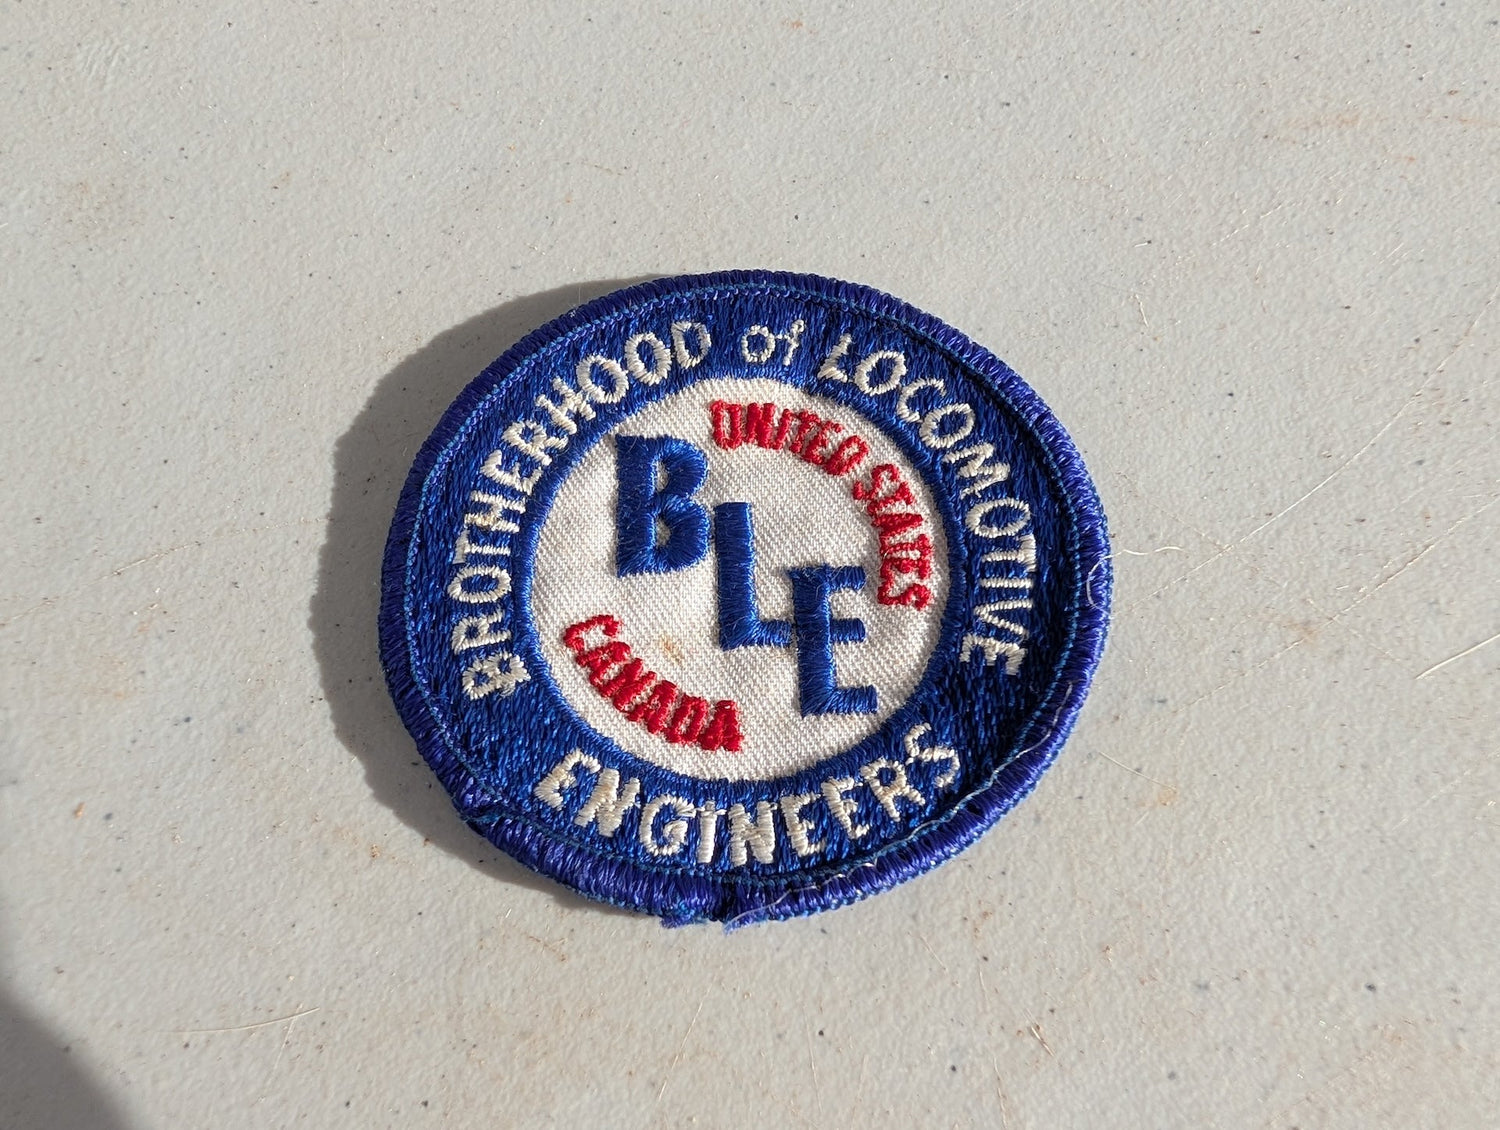 BROTHERHOOD of LOCOMOTIVE
ENGINEERS
UNITED STATES
BLE
CANADA